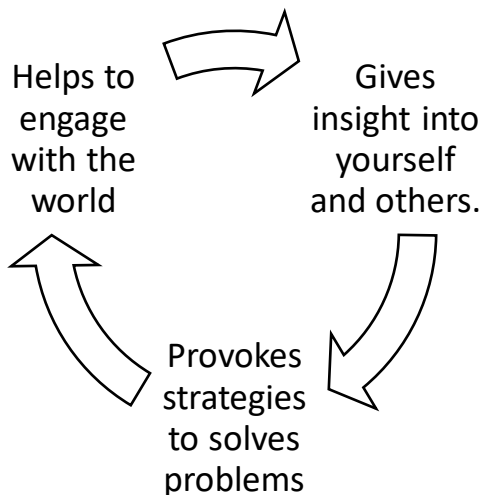 Helps to
engage
with the
world
Gives
insight into
yourself
and others.
Provokes
strategies
to solves
problems